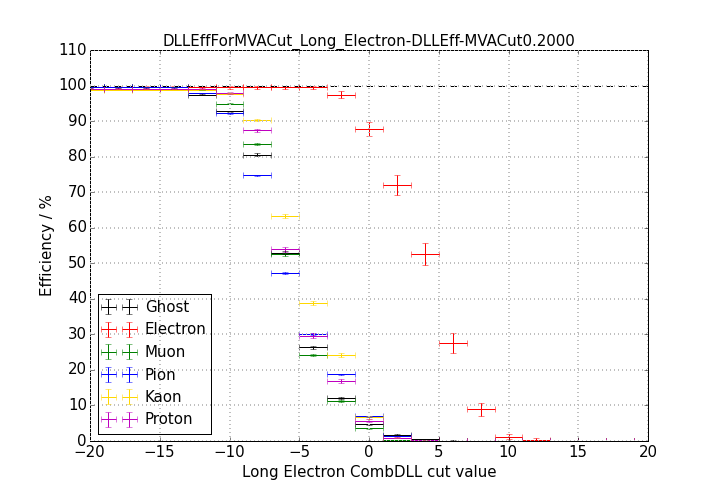 DLLEffForMVACut_Long_Electron-DLLEff-MVACut0.2000
110
100
90
80
70
60
50
40
30
20
10
0
Efficiency / %
Ghost
Electron
Muon
Pion
Kaon
Proton
−20 −15 −10 −5 0 5 10 15 20
Long Electron CombDLL cut value